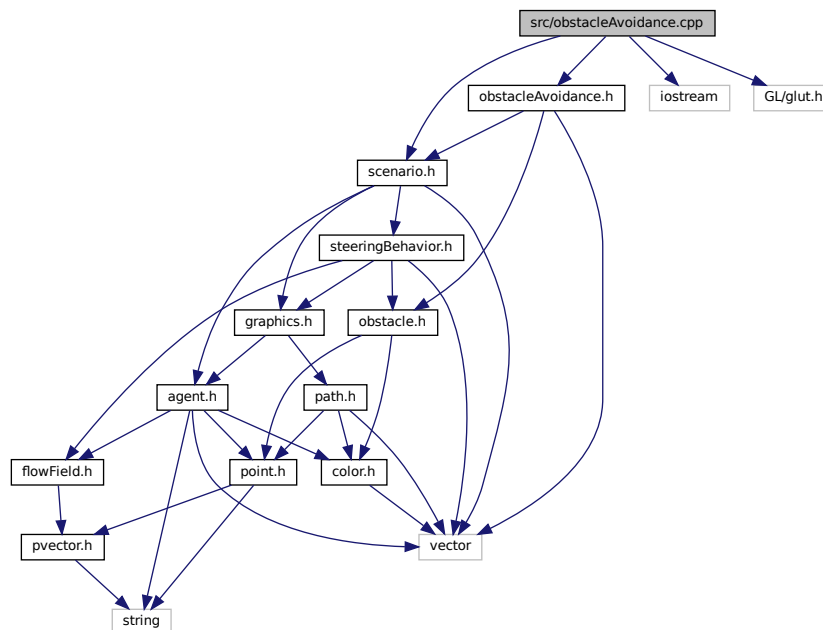 src/obstacleAvoidance.cpp
obstacleAvoidance.h
iostream
GL/glut.h
scenario.h
steeringBehavior.h
graphics.h
obstacle.h
agent.h
path.h
flowField.h
point.h
color.h
pvector.h
vector
string